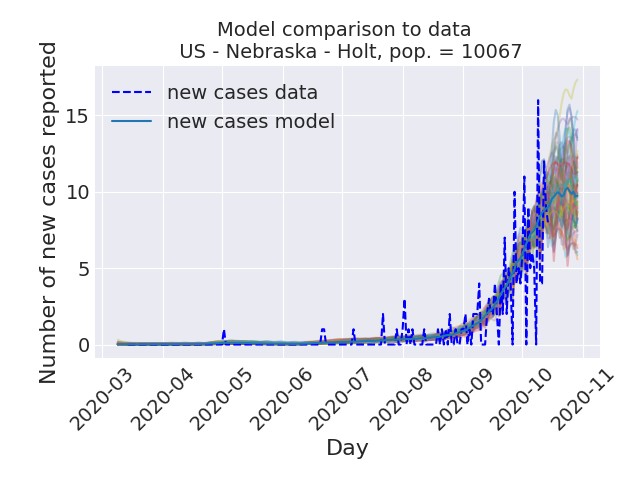 Model comparison to data
US - Nebraska - Holt, pop. = 10067
Number of new cases reported
new cases data
new cases model
15
10
5
0
2020-03
2020-04
2020-05
2020-06
2020-07
2020-08
2020-09
2020-10
2020-11
Day